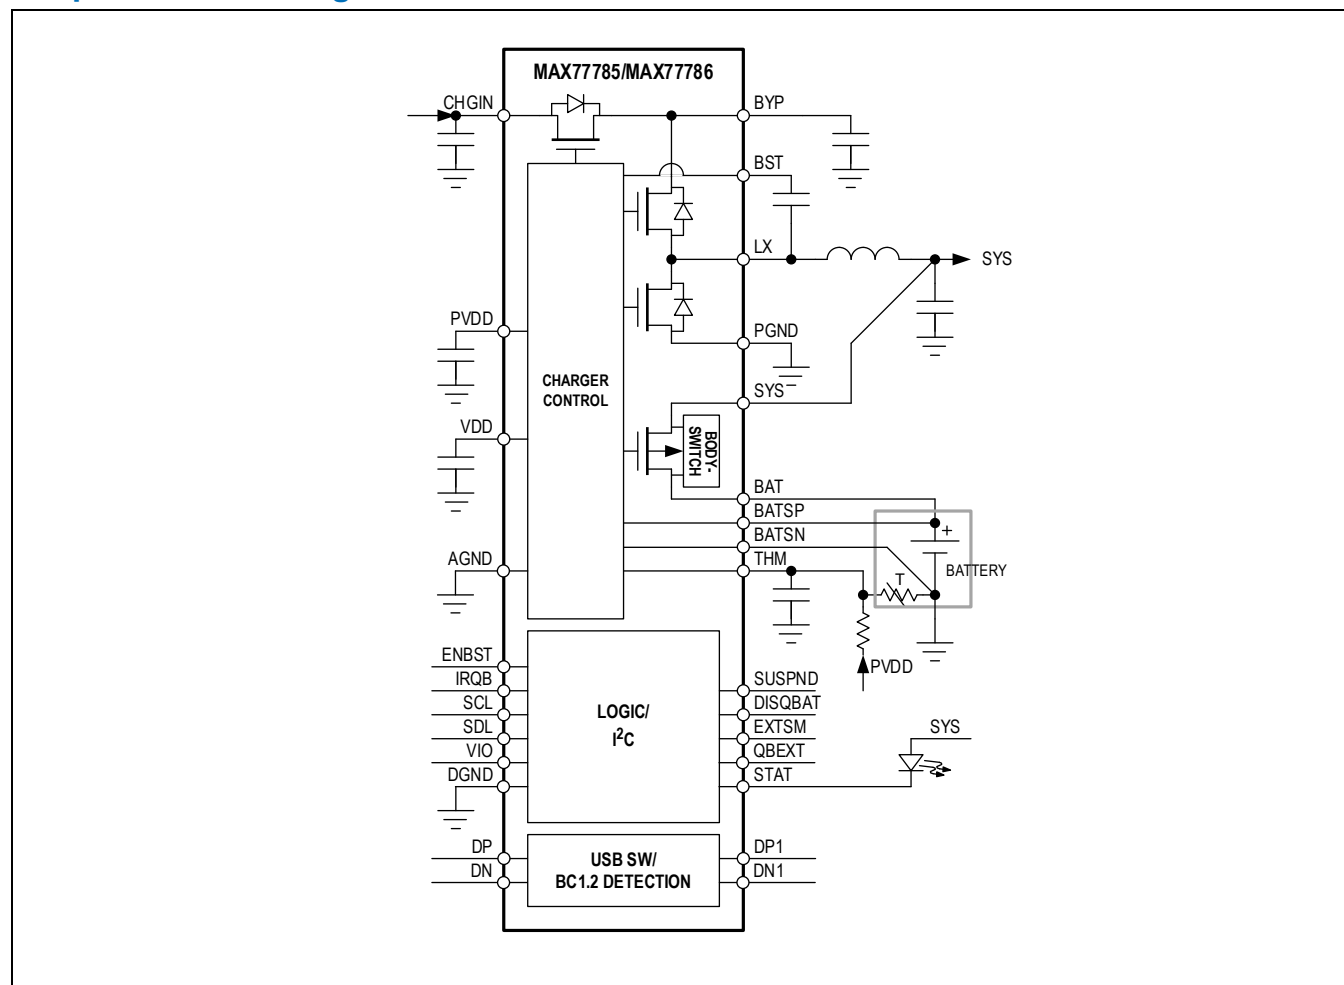 MAX77785/MAX77786
CHGIN
BYP
BST
LX
SYS
PVDD
PGND
CHARGER
CONTROL
SYS
VDD
BODY-
SWITCH
BAT
BATSP
BATSN
+
AGND
THM
T
BATTERY
PVDD
ENBST
IRQB
SCL
SDL
VIO
DGND
LOGIC/
I²C
SUSPND
DISQBAT
EXTSM
QBEXT
STAT
SYS
DP
DN
USB SW/
BC1.2 DETECTION
DP1
DN1